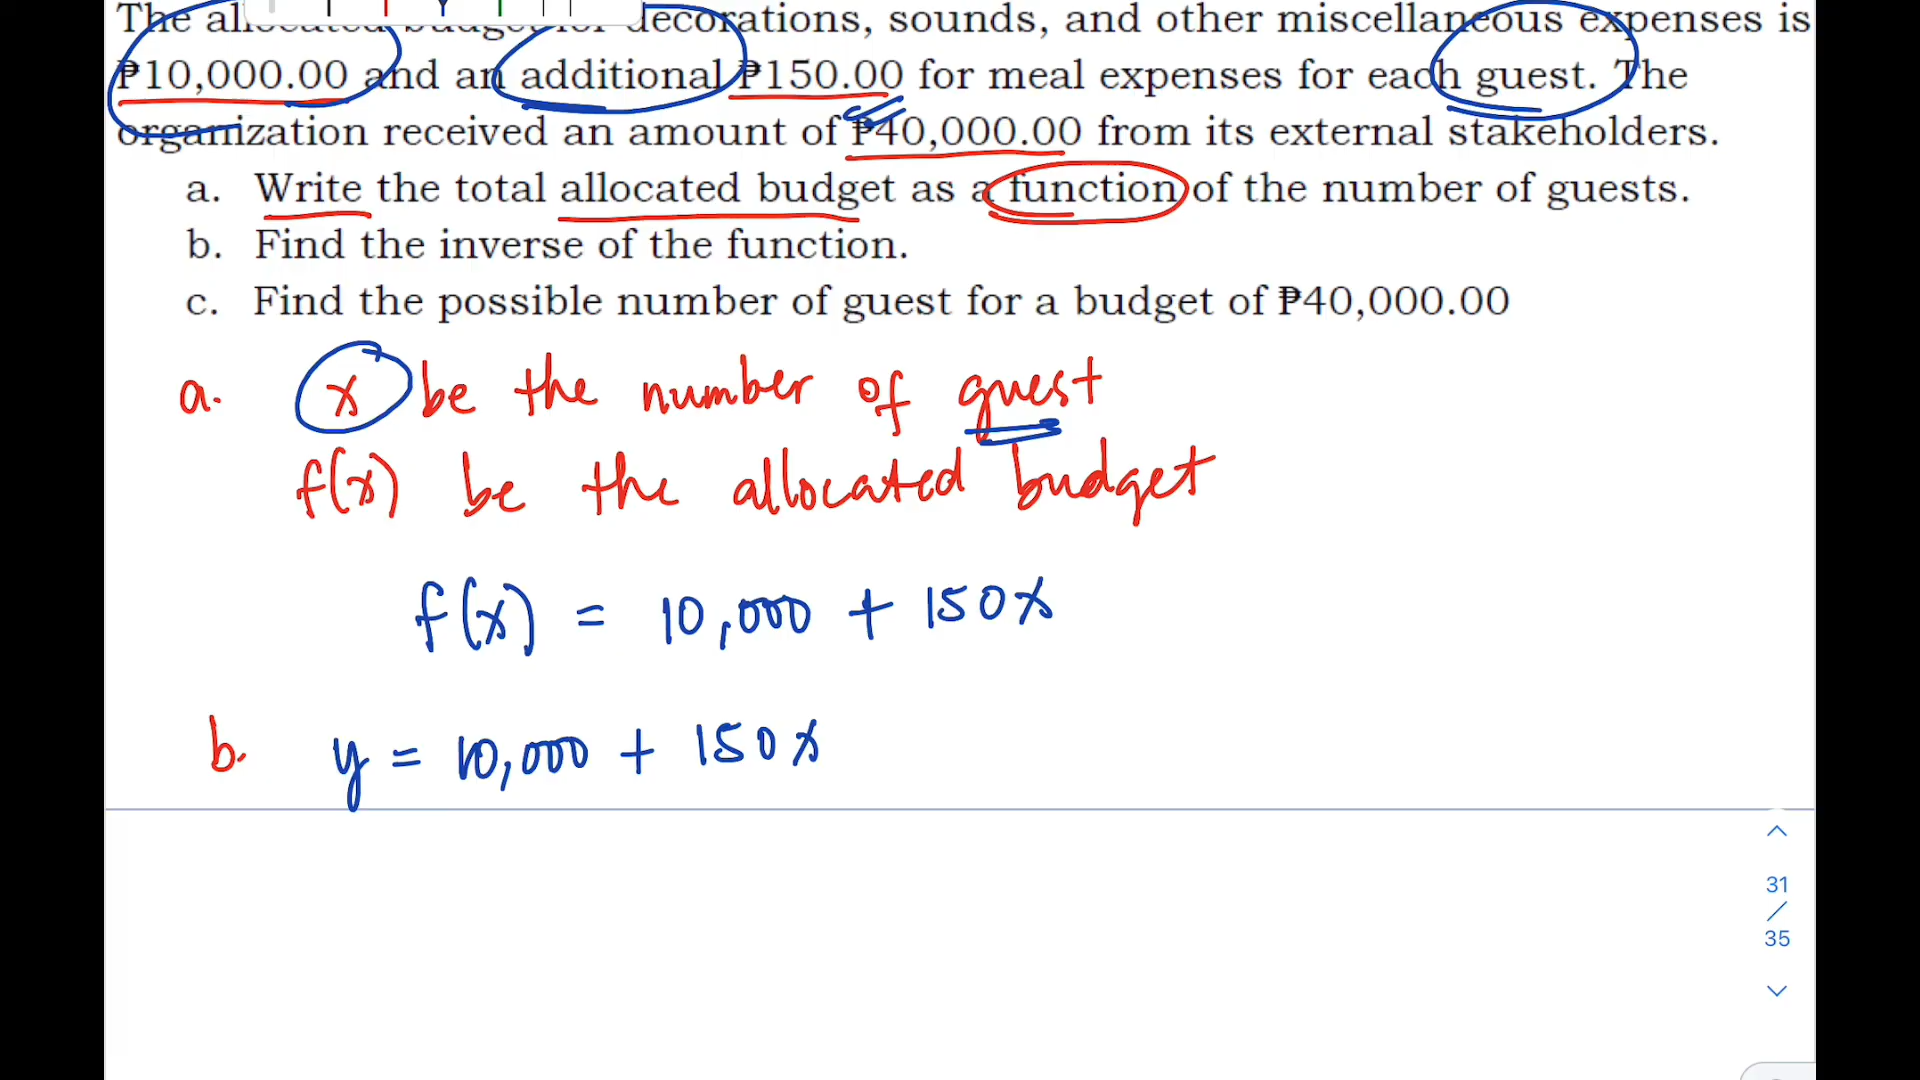 The allocated budget for decorations, sounds, and other miscellaneous expenses is
₱10,000.00 and an additional ₱150.00 for meal expenses for each guest. The
organization received an amount of ₱40,000.00 from its external stakeholders.
a. Write the total allocated budget as a function of the number of guests.
b. Find the inverse of the function.
c. Find the possible number of guest for a budget of ₱40,000.00
a. x be the number of guest
f(x) be the allocated budget
f(x) = 10,000 + 150x
b. y = 10,000 + 150x
31
/
35